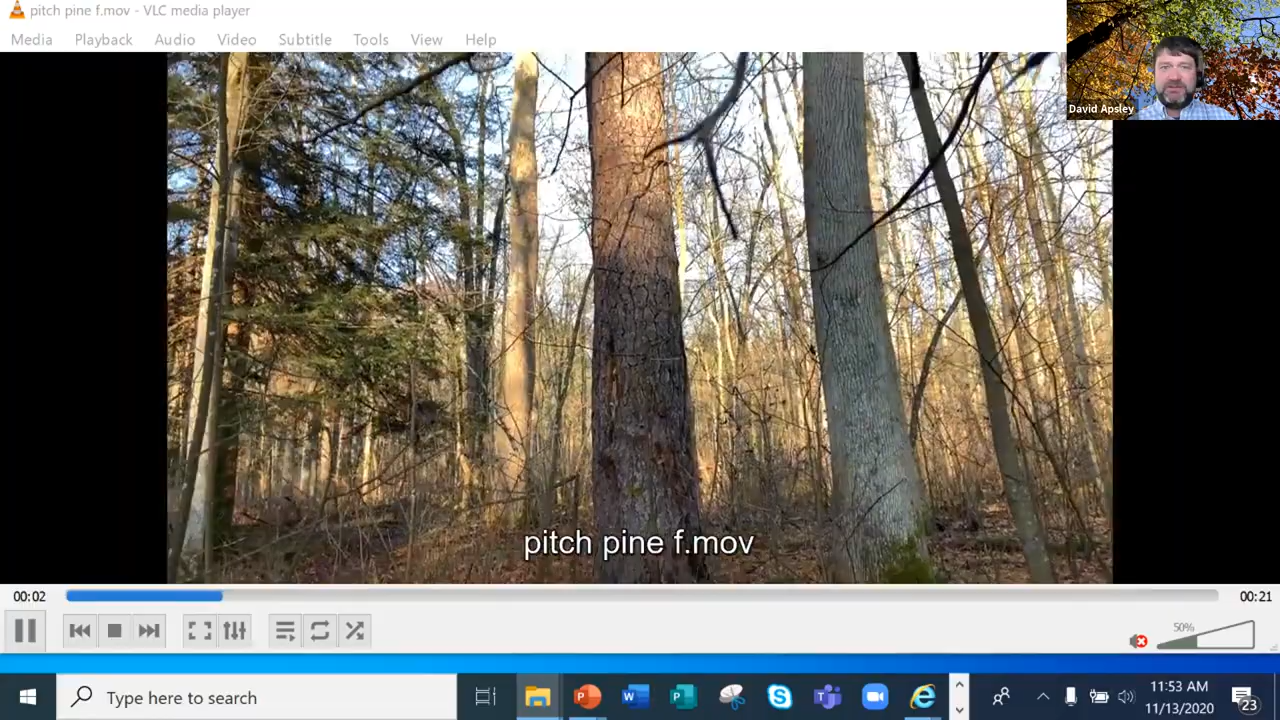 pitch pine f.mov - VLC media player
Media Playback Audio Video Subtitle Tools View Help
David Apsley
pitch pine f.mov
00:02
00:21
50%
Type here to search
11:53 AM
11/13/2020
23